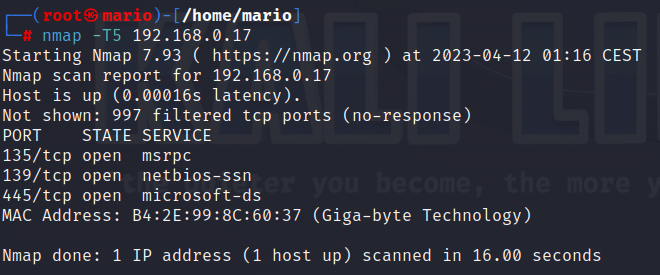 ┌──(root㉿mario)-[/home/mario]
└─# nmap -T5 192.168.0.17
Starting Nmap 7.93 ( https://nmap.org ) at 2023-04-12 01:16 CEST
Nmap scan report for 192.168.0.17
Host is up (0.00016s latency).
Not shown: 997 filtered tcp ports (no-response)
PORT    STATE SERVICE
135/tcp open  msrpc
139/tcp open  netbios-ssn
445/tcp open  microsoft-ds
you become, the more
MAC Address: B4:2E:99:8C:60:37 (Giga-byte Technology)
Nmap done: 1 IP address (1 host up) scanned in 16.00 seconds